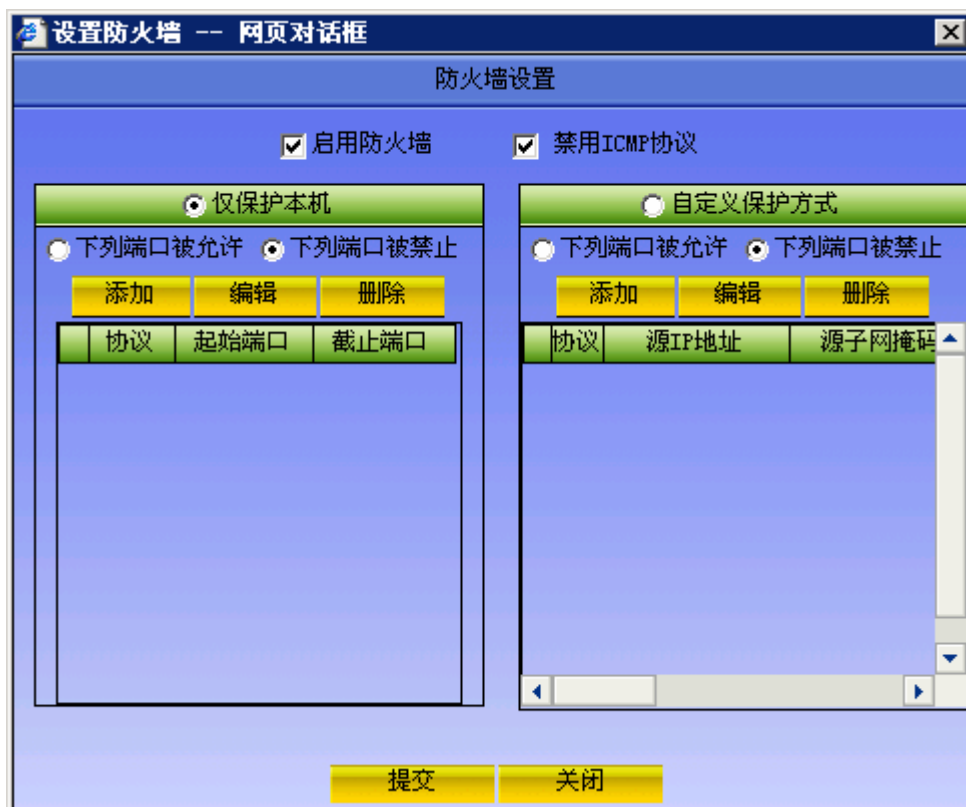 设置防火墙 -- 网页对话框
防火墙设置
启用防火墙 禁用ICMP协议
仅保护本机
下列端口被允许 下列端口被禁止
添加 编辑 删除
协议 起始端口 截止端口
自定义保护方式
下列端口被允许 下列端口被禁止
添加 编辑 删除
协议 源IP地址 源子网掩码
提交 关闭